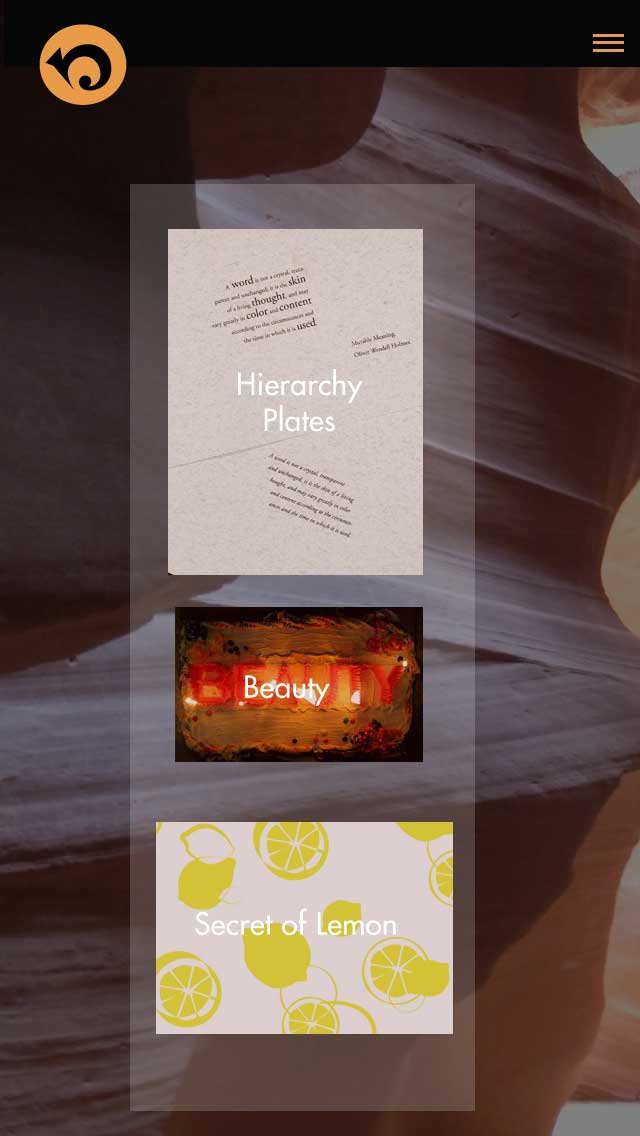 A word is not a crystal, trans-
parent and unchanged; it is the skin
of a living thought, and may
vary greatly in color and content
according to the circumstances and
the time in which it is used
Mutable Meaning,
Oliver Wendell Holmes
Hierarchy
Plates
A word is not a crystal, transparent
and unchanged; it is the skin of a living
thought, and may vary greatly in color
and content according to the circumst-
ances and the time in which it is used
BEAUTY
Beauty
Secret of Lemon